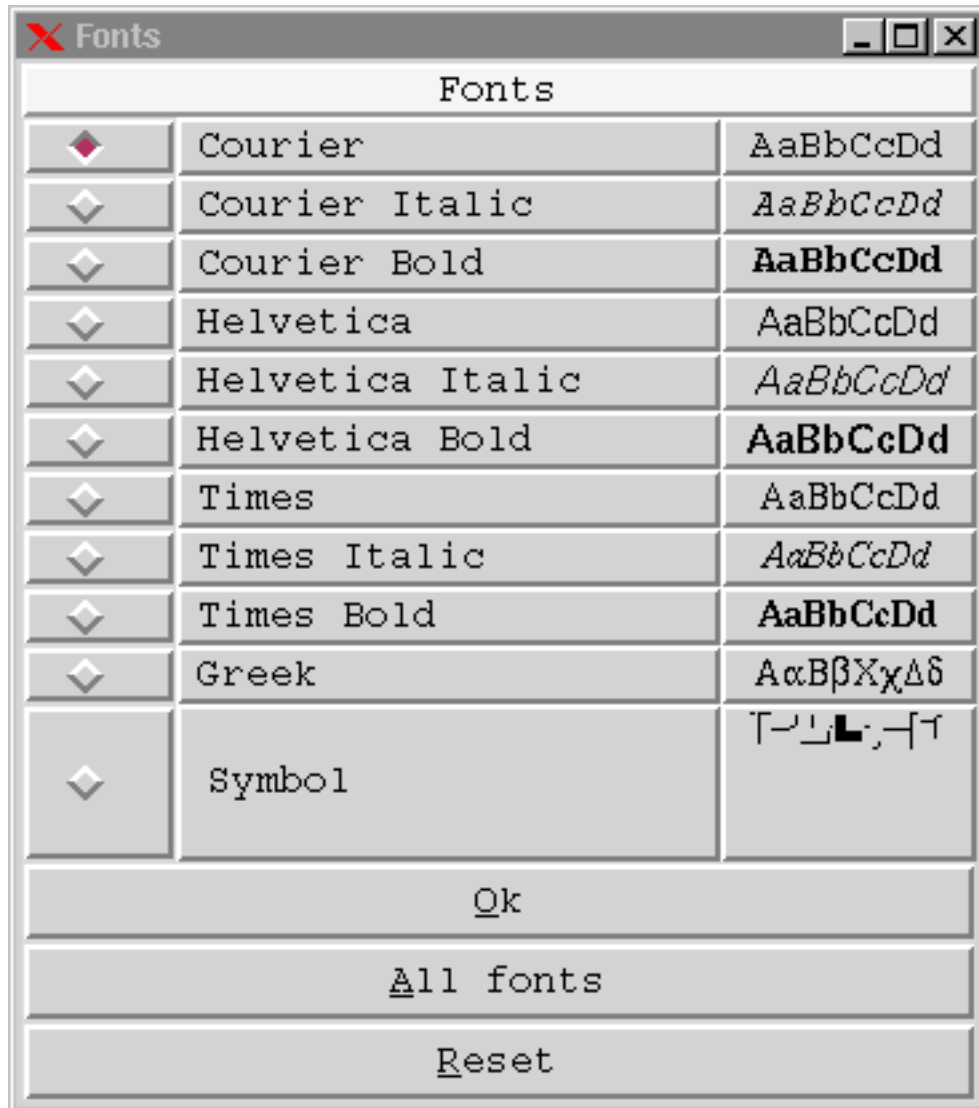 Fonts
Fonts
Courier AaBbCcDd
Courier Italic AaBbCcDd
Courier Bold AaBbCcDd
Helvetica AaBbCcDd
Helvetica Italic AaBbCcDd
Helvetica Bold AaBbCcDd
Times AaBbCcDd
Times Italic AaBbCcDd
Times Bold AaBbCcDd
Greek ΑαΒβΧχΔδ
Symbol
Ok
All fonts
Reset